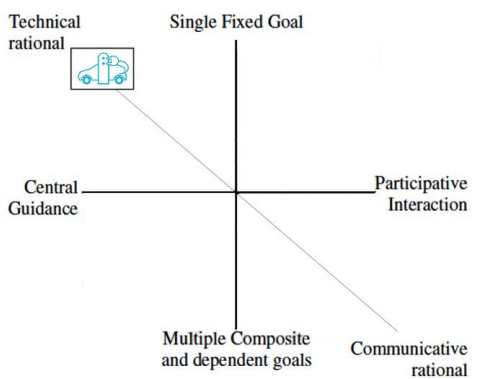 Technical
rational
Single Fixed Goal
Central
Guidance
Participative
Interaction
Multiple Composite
and dependent goals
Communicative
rational